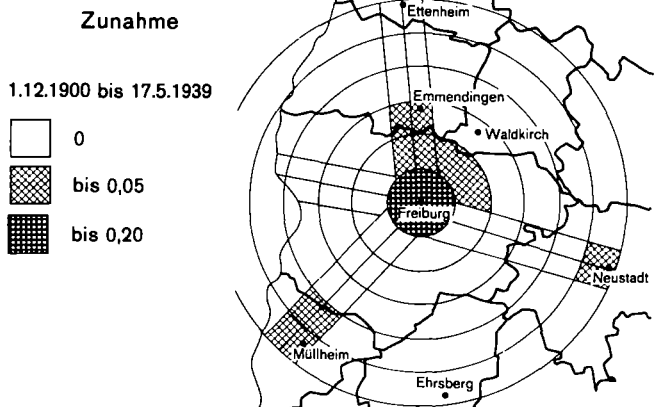 Zunahme
1.12.1900 bis 17.5.1939
0
bis 0,05
bis 0,20
Ettenheim
Emmendingen
Waldkirch
Freiburg
Neustadt
Müllheim
Ehrsberg